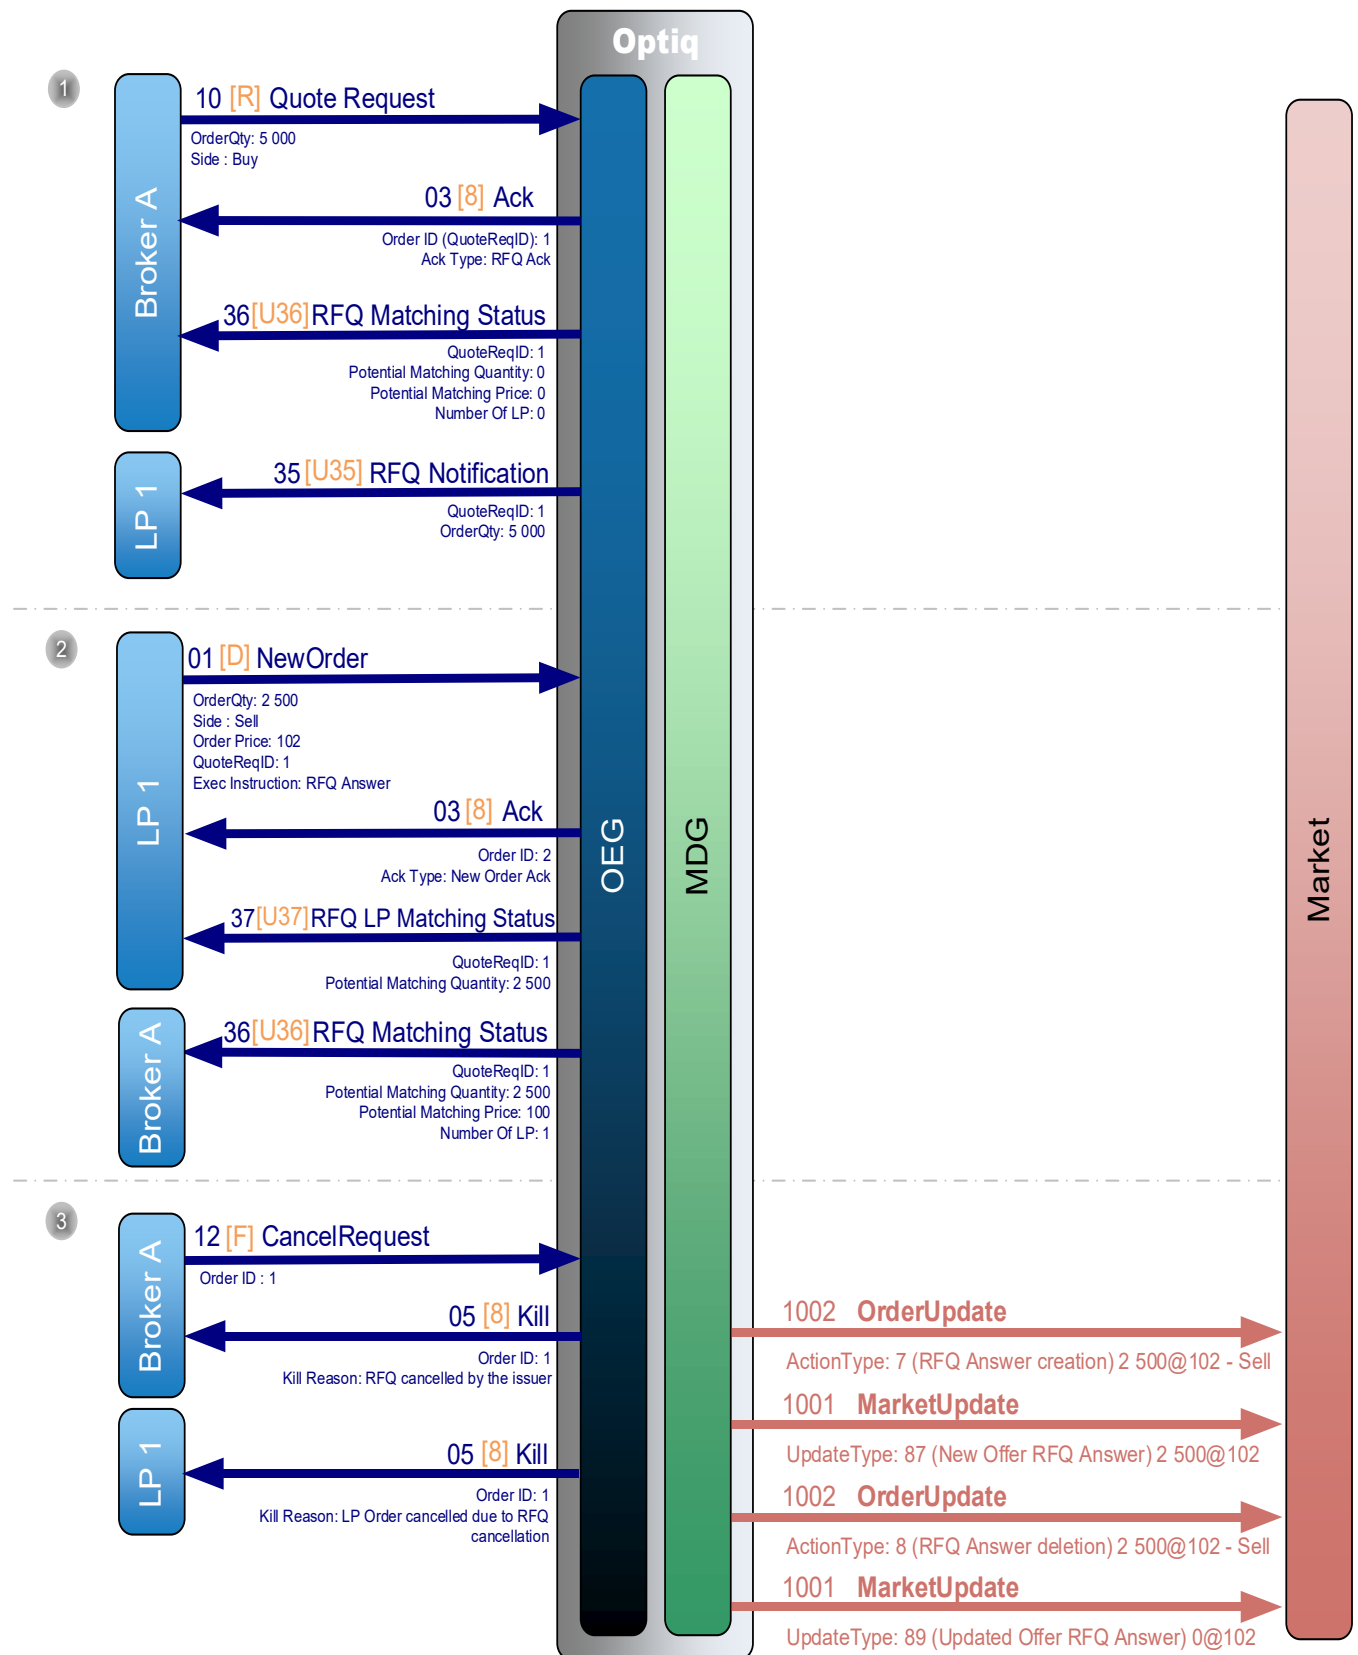 Optiq
1
Broker A
10 [R] Quote Request
OrderQty: 5 000
Side : Buy
03 [8] Ack
Order ID (QuoteReqID): 1
Ack Type: RFQ Ack
36[U36]RFQ Matching Status
QuoteReqID: 1
Potential Matching Quantity: 0
Potential Matching Price: 0
Number Of LP: 0
LP 1
35 [U35] RFQ Notification
QuoteReqID: 1
OrderQty: 5 000
2
LP 1
01 [D] NewOrder
OrderQty: 2 500
Side : Sell
Order Price: 102
QuoteReqID: 1
Exec Instruction: RFQ Answer
03 [8] Ack
Order ID: 2
Ack Type: New Order Ack
37[U37]RFQ LP Matching Status
QuoteReqID: 1
Potential Matching Quantity: 2 500
Broker A
36[U36]RFQ Matching Status
QuoteReqID: 1
Potential Matching Quantity: 2 500
Potential Matching Price: 100
Number Of LP: 1
OEG
MDG
Market
3
Broker A
12 [F] CancelRequest
Order ID : 1
05 [8] Kill
Order ID: 1
Kill Reason: RFQ cancelled by the issuer
LP 1
05 [8] Kill
Order ID: 1
Kill Reason: LP Order cancelled due to RFQ
cancellation
1002 OrderUpdate
ActionType: 7 (RFQ Answer creation) 2 500@102 - Sell
1001 MarketUpdate
UpdateType: 87 (New Offer RFQ Answer) 2 500@102
1002 OrderUpdate
ActionType: 8 (RFQ Answer deletion) 2 500@102 - Sell
1001 MarketUpdate
UpdateType: 89 (Updated Offer RFQ Answer) 0@102